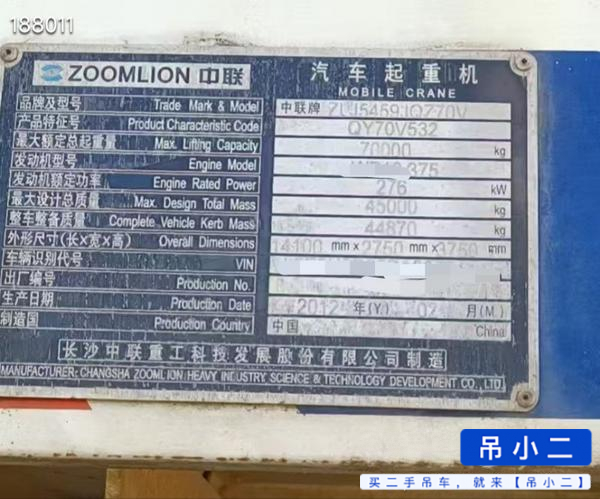 188011
ZOOMLION 中联 汽车起重机
MOBILE CRANE
品牌及型号 Trade Mark & Model 中联牌 ZLJ5459JQZ70V
产品特征号 Product Characteristic Code QY70V532
最大额定总起重量 Max. Lifting Capacity 70000 kg
发动机型号 Engine Model 375
发动机额定功率 Engine Rated Power 276 kW
最大设计总质量 Max. Design Total Mass 45000 kg
整车整备质量 Complete Vehicle Kerb Mass 44870 kg
外形尺寸(长×宽×高) Overall Dimensions 14100 mm×2750 mm×3750 mm
车辆识别代号 VIN
出厂编号 Production No.
生产日期 Production Date 2012 年(Y.) 02 月(M.)
制造国 Production Country 中国 China
长沙中联重工科技发展股份有限公司制造
MANUFACTURER: CHANGSHA ZOOMLION HEAVY INDUSTRY SCIENCE & TECHNOLOGY DEVELOPMENT CO., LTD.
吊小二
买二手吊车，就来【吊小二】